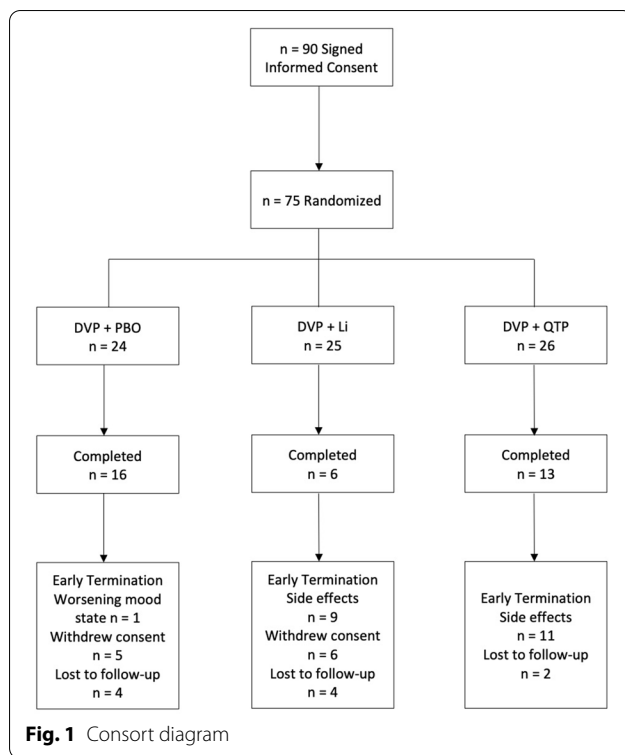 n = 90 Signed
Informed Consent
n = 75 Randomized
DVP + PBO
n = 24
DVP + Li
n = 25
DVP + QTP
n = 26
Completed
n = 16
Completed
n = 6
Completed
n = 13
Early Termination
Worsening mood
state n = 1
Withdrew consent
n = 5
Lost to follow-up
n = 4
Early Termination
Side effects
n = 9
Withdrew consent
n = 6
Lost to follow-up
n = 4
Early Termination
Side effects
n = 11
Lost to follow-up
n = 2
Fig. 1 Consort diagram